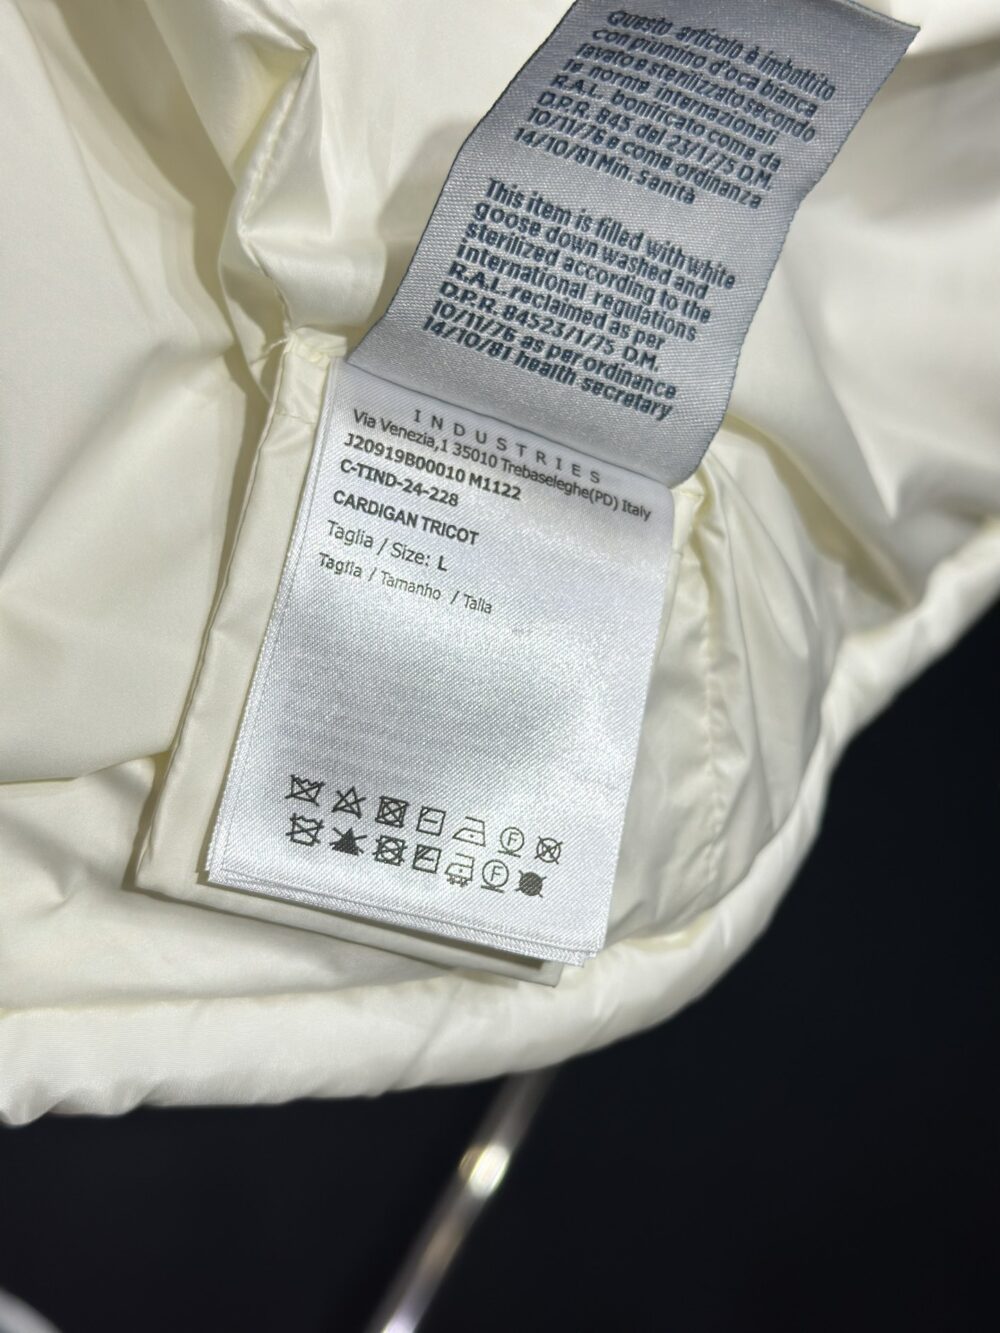 Questo articolo è imbottito
con piumino d'oca bianca
lavato e sterilizzato secondo
le norme internazionali
R.A.L. bonificato come da
D.P.R. 845 del 23/1/75 D.M.
10/11/76 e come ordinanza
14/10/81 Min. sanità
This item is filled with white
goose down washed and
sterilized according to the
international regulations
R.A.L. reclaimed as per
D.P.R. 84523/1/75 D.M.
10/11/76 as per ordinance
14/10/81 health secretary
INDUSTRIES
Via Venezia,1 35010 Trebaseleghe(PD) Italy
J20919B00010 M1122
C-TIND-24-228
CARDIGAN TRICOT
Taglia / Size: L
Taglia / Tamanho / Talla
F
F